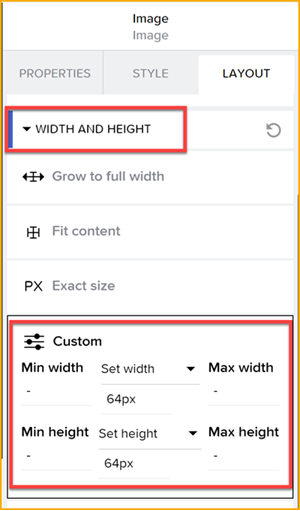 Image
Image
PROPERTIES STYLE LAYOUT
WIDTH AND HEIGHT
Grow to full width
Fit content
PX Exact size
Custom
Min width Set width Max width
- 64px -
Min height Set height Max height
- 64px -